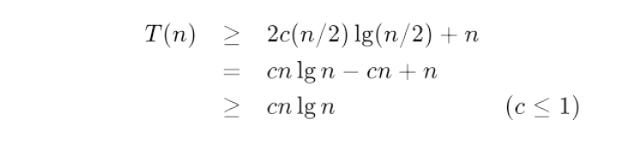 T(n) ≥ 2c(n/2) lg(n/2) + n
= cn lg n − cn + n
≥ cn lg n (c ≤ 1)